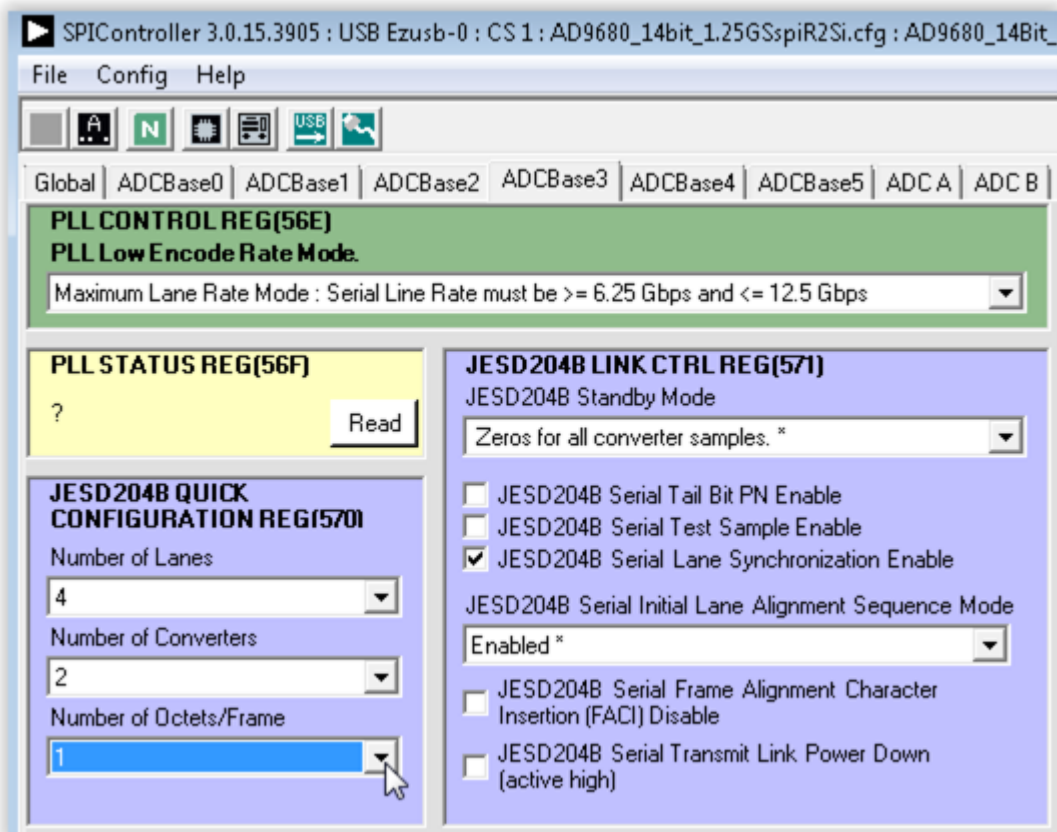 SPIController 3.0.15.3905 : USB Ezusb-0 : CS 1 : AD9680_14bit_1.25GSspiR2Si.cfg : AD9680_14Bit_
File Config Help
A N USB
Global ADCBase0 ADCBase1 ADCBase2 ADCBase3 ADCBase4 ADCBase5 ADC A ADC B
PLL CONTROL REG(56E)
PLL Low Encode Rate Mode.
Maximum Lane Rate Mode : Serial Line Rate must be >= 6.25 Gbps and <= 12.5 Gbps
PLL STATUS REG(56F)
?
Read
JESD204B QUICK
CONFIGURATION REG(570)
Number of Lanes
4
Number of Converters
2
Number of Octets/Frame
1
JESD204B LINK CTRL REG(571)
JESD204B Standby Mode
Zeros for all converter samples. *
JESD204B Serial Tail Bit PN Enable
JESD204B Serial Test Sample Enable
JESD204B Serial Lane Synchronization Enable
JESD204B Serial Initial Lane Alignment Sequence Mode
Enabled *
JESD204B Serial Frame Alignment Character
Insertion (FACI) Disable
JESD204B Serial Transmit Link Power Down
(active high)